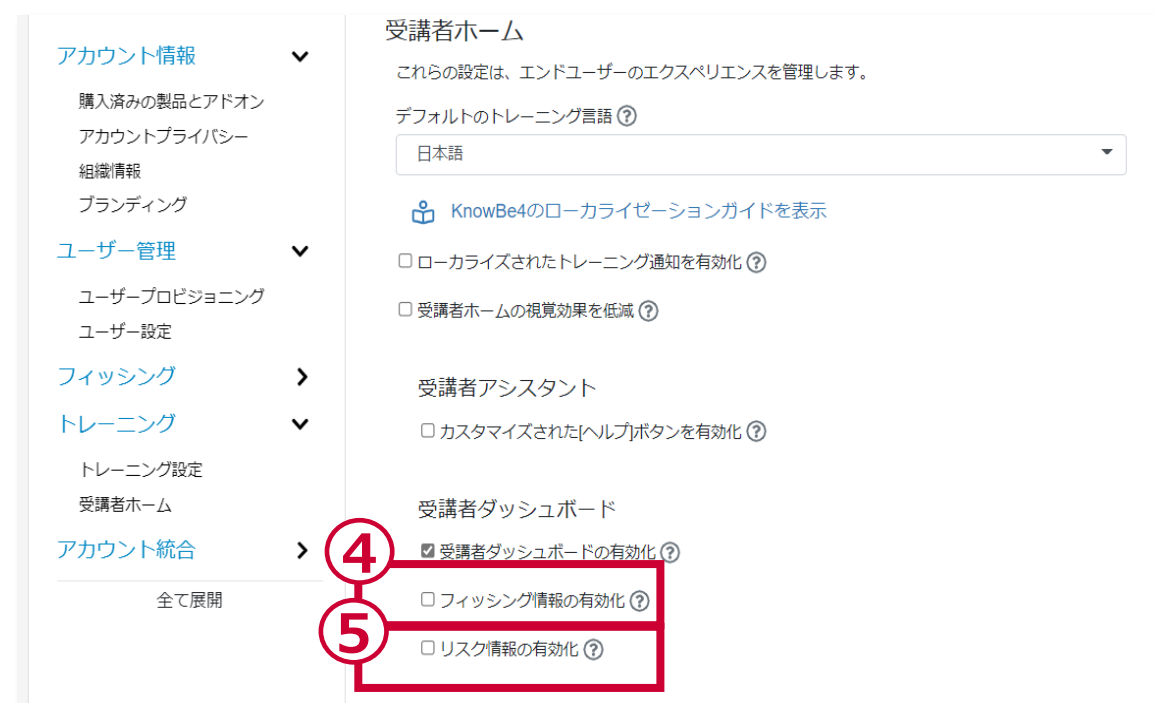 アカウント情報
購入済みの製品とアドオン
アカウントプライバシー
組織情報
ブランディング
ユーザー管理
ユーザープロビジョニング
ユーザー設定
フィッシング
トレーニング
トレーニング設定
受講者ホーム
アカウント統合
全て展開
受講者ホーム
これらの設定は、エンドユーザーのエクスペリエンスを管理します。
デフォルトのトレーニング言語 ?
日本語
KnowBe4のローカライゼーションガイドを表示
ローカライズされたトレーニング通知を有効化 ?
受講者ホームの視覚効果を低減 ?
受講者アシスタント
カスタマイズされた[ヘルプ]ボタンを有効化 ?
受講者ダッシュボード
④ 受講者ダッシュボードの有効化 ?
フィッシング情報の有効化 ?
⑤ リスク情報の有効化 ?